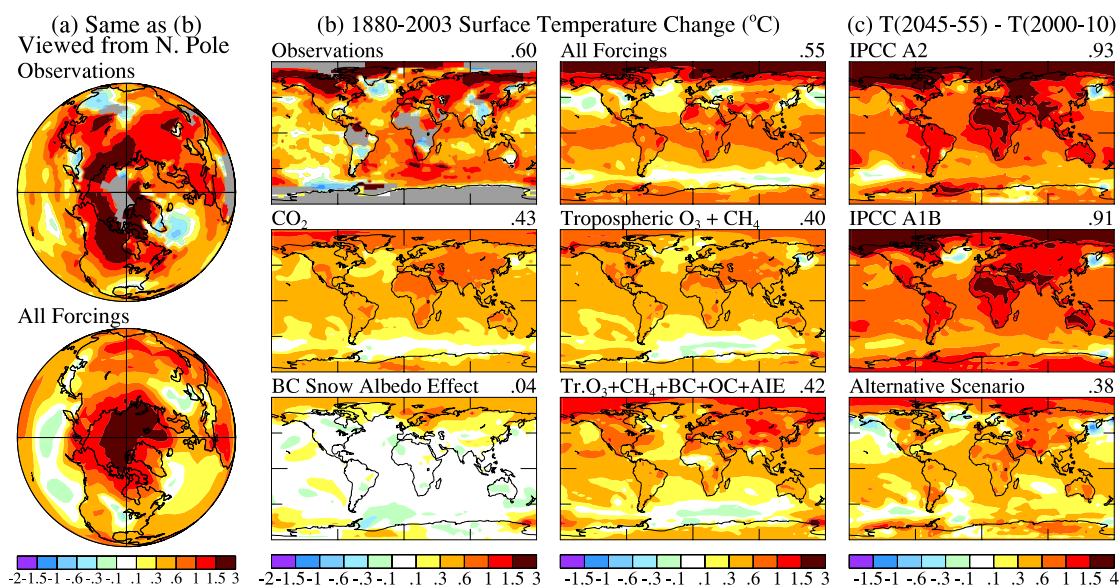 (a) Same as (b)
Viewed from N. Pole
Observations
All Forcings
-2 -1.5 -1 -.6 -.3 .1 .3 .6 1 1.5 3
(b) 1880-2003 Surface Temperature Change (°C)
Observations .60
All Forcings .55
CO2 .43
Tropospheric O3 + CH4 .40
BC Snow Albedo Effect .04
Tr.O3+CH4+BC+OC+AIE .42
-2 -1.5 -1 -.6 -.3 -.1 .1 .3 .6 1 1.5 3
-1.5 -1 -.6 -.3 -.1 .1 .3 .6 1 1.5 3
(c) T(2045-55) - T(2000-10)
IPCC A2 .93
IPCC A1B .91
Alternative Scenario .38
-1.5 -1 -.6 -.3 -.1 .1 .3 .6 1 1.5 2.8